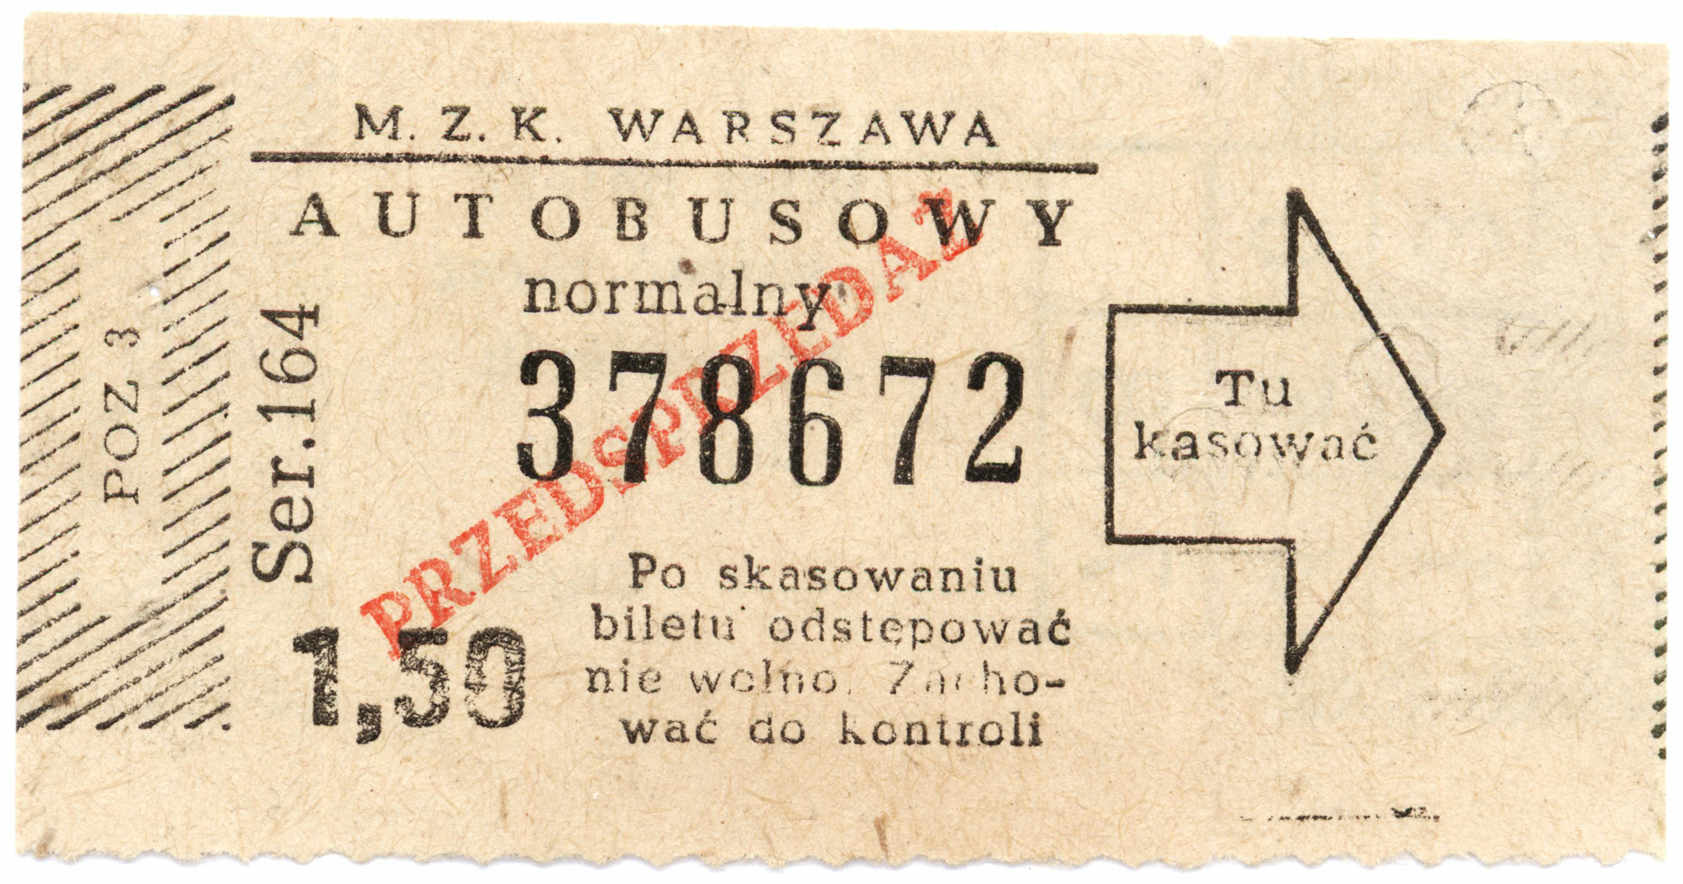 M. Z. K. WARSZAWA
AUTOBUSOWY
normalny
PRZEDSPRZEDAŻ
378672
POZ 3
Ser.164
1,50
Po skasowaniu
biletu odstępować
nie wolno. Zacho-
wać do kontroli
Tu
kasować